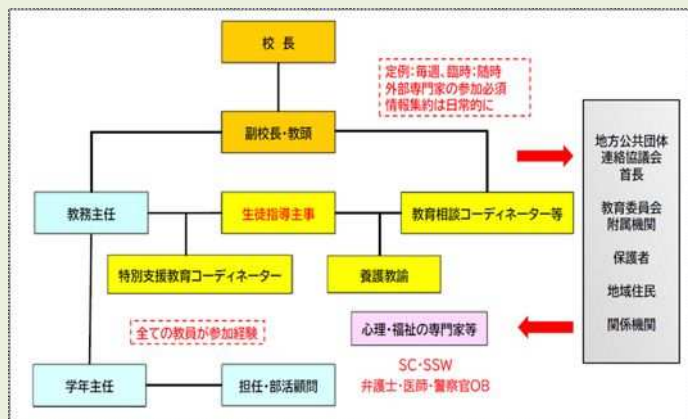 校 長
定例:毎週、臨時:随時
外部専門家の参加必須
情報集約は日常的に
副校長・教頭
地方公共団体
連絡協議会
首長
教務主任
生徒指導主事
教育相談コーディネーター等
教育委員会
附属機関
特別支援教育コーディネーター
養護教諭
保護者
地域住民
全ての教員が参加経験
心理・福祉の専門家等
関係機関
SC・SSW
弁護士・医師・警察官OB
学年主任
担任・部活顧問